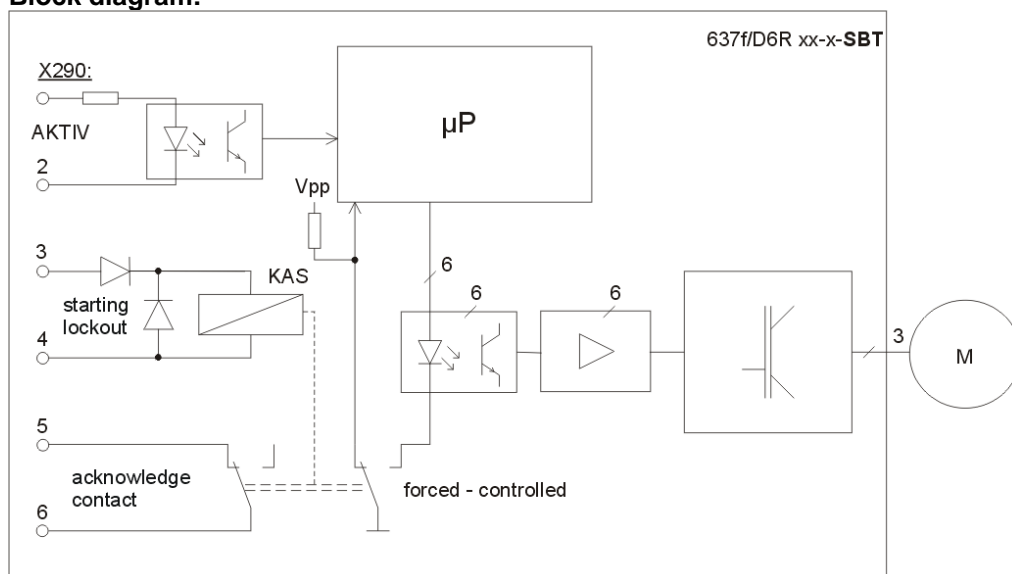 Block diagram:
637f/D6R xx-x-SBT
X290:
AKTIV
2
µP
Vpp
3
KAS
starting
lockout
4
6
6
6
3
M
5
acknowledge
contact
6
forced - controlled